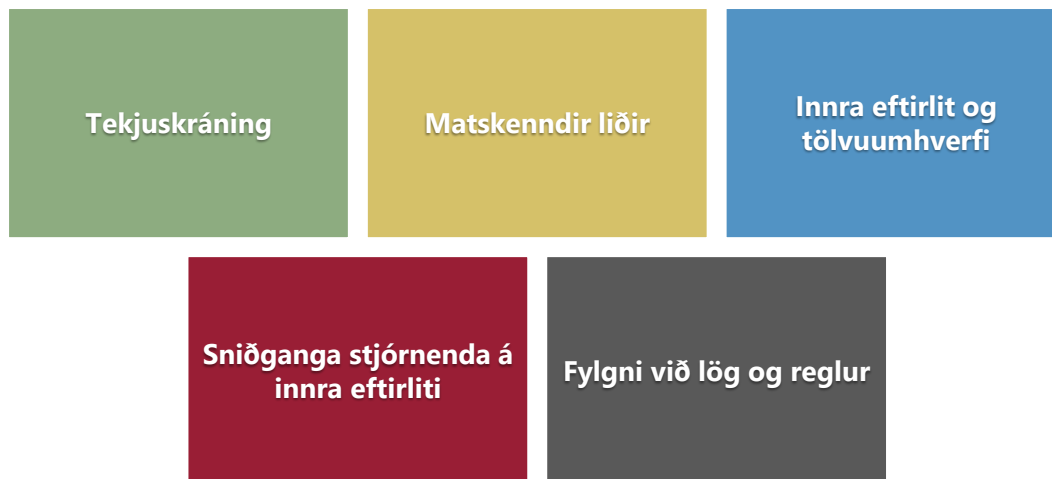 Tekjuskráning
Matskenndir liðir
Innra eftirlit og
tölvuumhverfi
Sniðganga stjórnenda á
innra eftirliti
Fylgni við lög og reglur